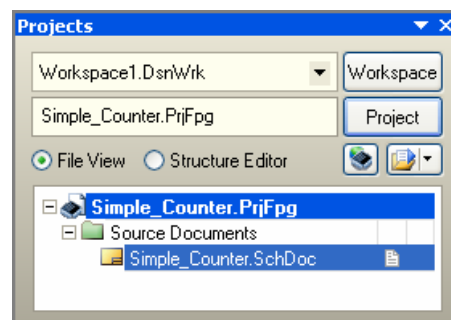 Projects
Workspace1.DsnWrk Workspace
Simple_Counter.PrjFpg Project
File View Structure Editor
Simple_Counter.PrjFpg
Source Documents
Simple_Counter.SchDoc